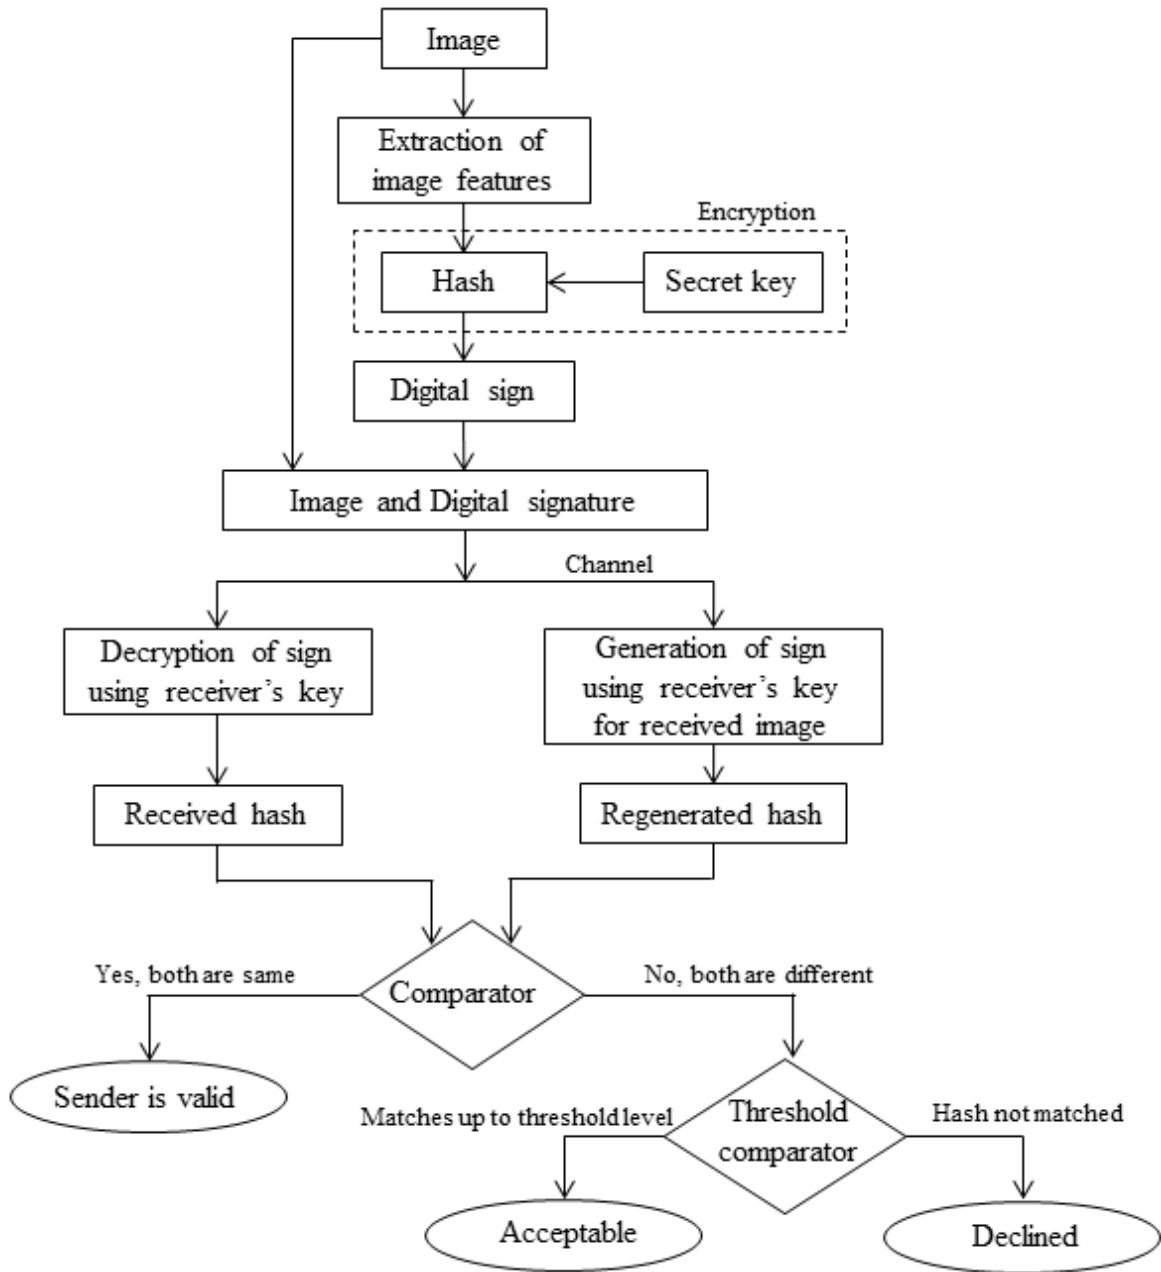 Image
Extraction of
image features
Encryption
Hash
Secret key
Digital sign
Image and Digital signature
Channel
Decryption of sign
using receiver's key
Generation of sign
using receiver's key
for received image
Received hash
Regenerated hash
Yes, both are same
Comparator
No, both are different
Sender is valid
Matches up to threshold level
Threshold
comparator
Hash not matched
Acceptable
Declined